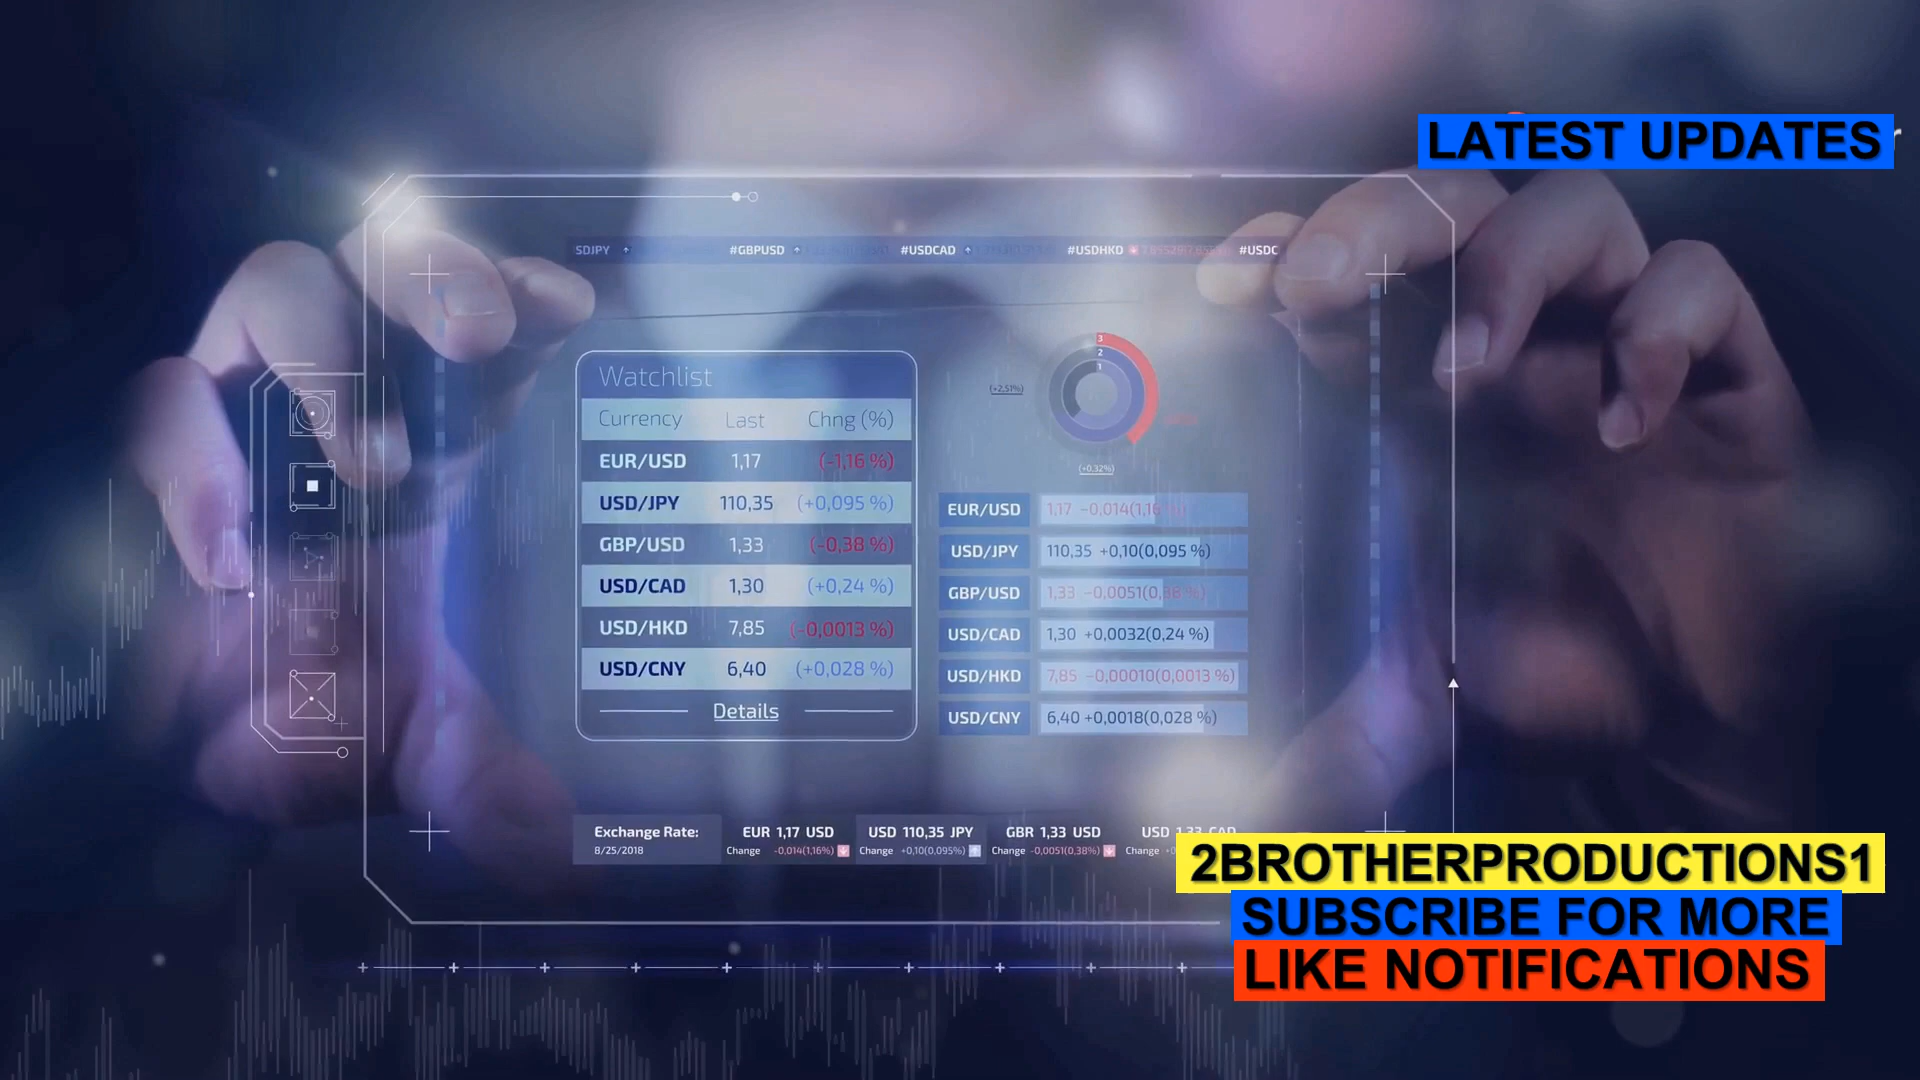 LATEST UPDATES
SDJPY #GBPUSD #USDCAD #USDHKD #USDC
Watchlist
Currency Last Chng (%)
EUR/USD 1,17 (-1,16 %)
USD/JPY 110,35 (+0,095 %)
GBP/USD 1,33 (-0,38 %)
USD/CAD 1,30 (+0,24 %)
USD/HKD 7,85 (-0,0013 %)
USD/CNY 6,40 (+0,028 %)
Details
3
2
1
(+2,51%)
(+0,32%)
EUR/USD 1,17 -0,014(1,16
USD/JPY 110,35 +0,10(0,095 %)
GBP/USD 1,33 -0,0051(0,38 %)
USD/CAD 1,30 +0,0032(0,24 %)
USD/HKD 7,85 -0,00010(0,0013 %)
USD/CNY 6,40 +0,0018(0,028 %)
Exchange Rate: EUR 1,17 USD USD 110,35 JPY GBR 1,33 USD USD 1,33 CAD
8/25/2018 Change -0,014(1,16%) Change +0,10(0,095%) Change -0,0051(0,38%) Change
2BROTHERPRODUCTIONS1
SUBSCRIBE FOR MORE
LIKE NOTIFICATIONS